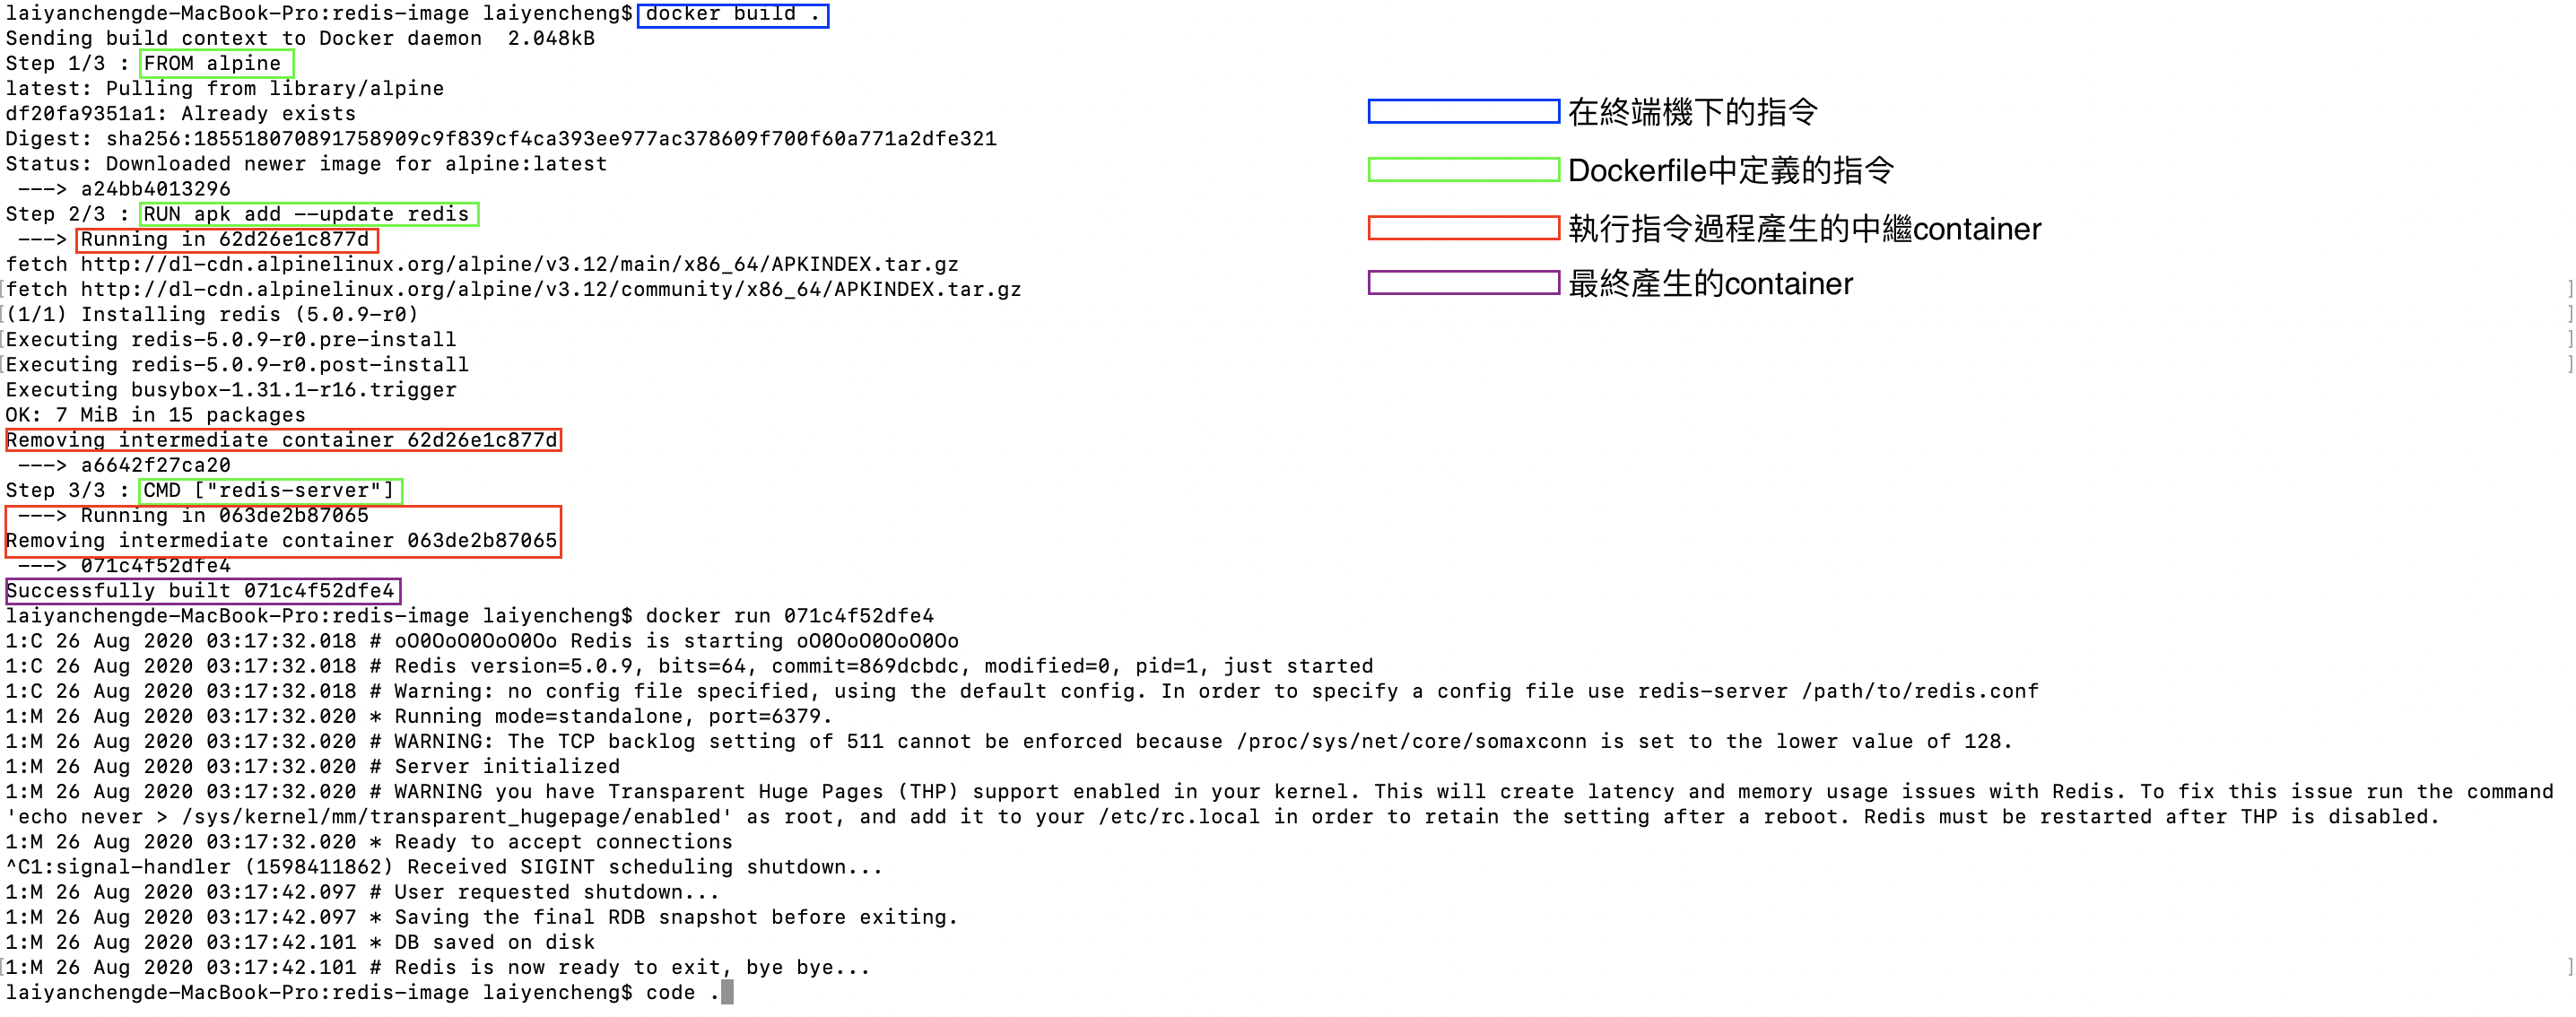 laiyanchengde-MacBook-Pro:redis-image laiyencheng$ docker build .
Sending build context to Docker daemon  2.048kB
Step 1/3 : FROM alpine
latest: Pulling from library/alpine
df20fa9351a1: Already exists
Digest: sha256:185518070891758909c9f839cf4ca393ee977ac378609f700f60a771a2dfe321
Status: Downloaded newer image for alpine:latest
 ---> a24bb4013296
Step 2/3 : RUN apk add --update redis
 ---> Running in 62d26e1c877d
fetch http://dl-cdn.alpinelinux.org/alpine/v3.12/main/x86_64/APKINDEX.tar.gz
fetch http://dl-cdn.alpinelinux.org/alpine/v3.12/community/x86_64/APKINDEX.tar.gz
(1/1) Installing redis (5.0.9-r0)
Executing redis-5.0.9-r0.pre-install
Executing redis-5.0.9-r0.post-install
Executing busybox-1.31.1-r16.trigger
OK: 7 MiB in 15 packages
Removing intermediate container 62d26e1c877d
 ---> a6642f27ca20
Step 3/3 : CMD ["redis-server"]
 ---> Running in 063de2b87065
Removing intermediate container 063de2b87065
 ---> 071c4f52dfe4
Successfully built 071c4f52dfe4
laiyanchengde-MacBook-Pro:redis-image laiyencheng$ docker run 071c4f52dfe4
1:C 26 Aug 2020 03:17:32.018 # oO0OoO0OoO0Oo Redis is starting oO0OoO0OoO0Oo
1:C 26 Aug 2020 03:17:32.018 # Redis version=5.0.9, bits=64, commit=869dcbdc, modified=0, pid=1, just started
1:C 26 Aug 2020 03:17:32.018 # Warning: no config file specified, using the default config. In order to specify a config file use redis-server /path/to/redis.conf
1:M 26 Aug 2020 03:17:32.020 * Running mode=standalone, port=6379.
1:M 26 Aug 2020 03:17:32.020 # WARNING: The TCP backlog setting of 511 cannot be enforced because /proc/sys/net/core/somaxconn is set to the lower value of 128.
1:M 26 Aug 2020 03:17:32.020 # Server initialized
1:M 26 Aug 2020 03:17:32.020 # WARNING you have Transparent Huge Pages (THP) support enabled in your kernel. This will create latency and memory usage issues with Redis. To fix this issue run the command
'echo never > /sys/kernel/mm/transparent_hugepage/enabled' as root, and add it to your /etc/rc.local in order to retain the setting after a reboot. Redis must be restarted after THP is disabled.
1:M 26 Aug 2020 03:17:32.020 * Ready to accept connections
^C1:signal-handler (1598411862) Received SIGINT scheduling shutdown...
1:M 26 Aug 2020 03:17:42.097 # User requested shutdown...
1:M 26 Aug 2020 03:17:42.097 * Saving the final RDB snapshot before exiting.
1:M 26 Aug 2020 03:17:42.101 * DB saved on disk
1:M 26 Aug 2020 03:17:42.101 # Redis is now ready to exit, bye bye...
laiyanchengde-MacBook-Pro:redis-image laiyencheng$ code .
在終端機下的指令
Dockerfile中定義的指令
執行指令過程產生的中繼container
最終產生的container